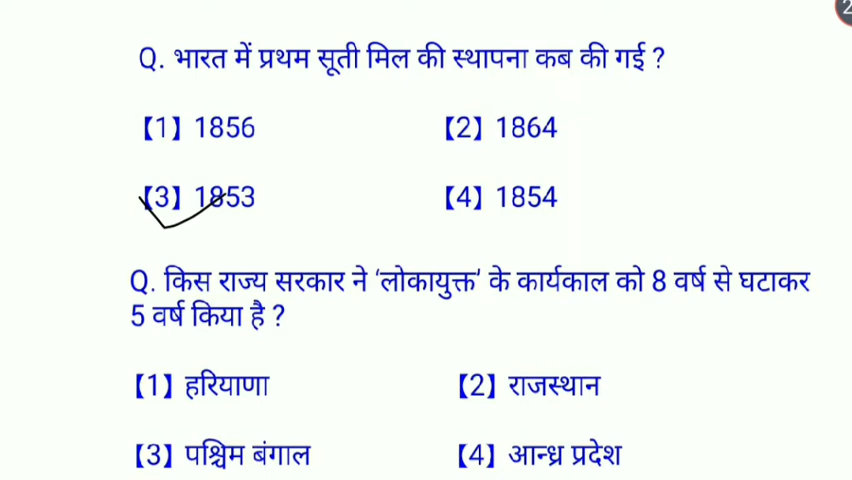 Q. भारत में प्रथम सूती मिल की स्थापना कब की गई ?
【1】 1856 【2】 1864
【3】 1853 【4】 1854
Q. किस राज्य सरकार ने ‘लोकायुक्त’ के कार्यकाल को 8 वर्ष से घटाकर
5 वर्ष किया है ?
【1】 हरियाणा 【2】 राजस्थान
【3】 पश्चिम बंगाल 【4】 आन्ध्र प्रदेश